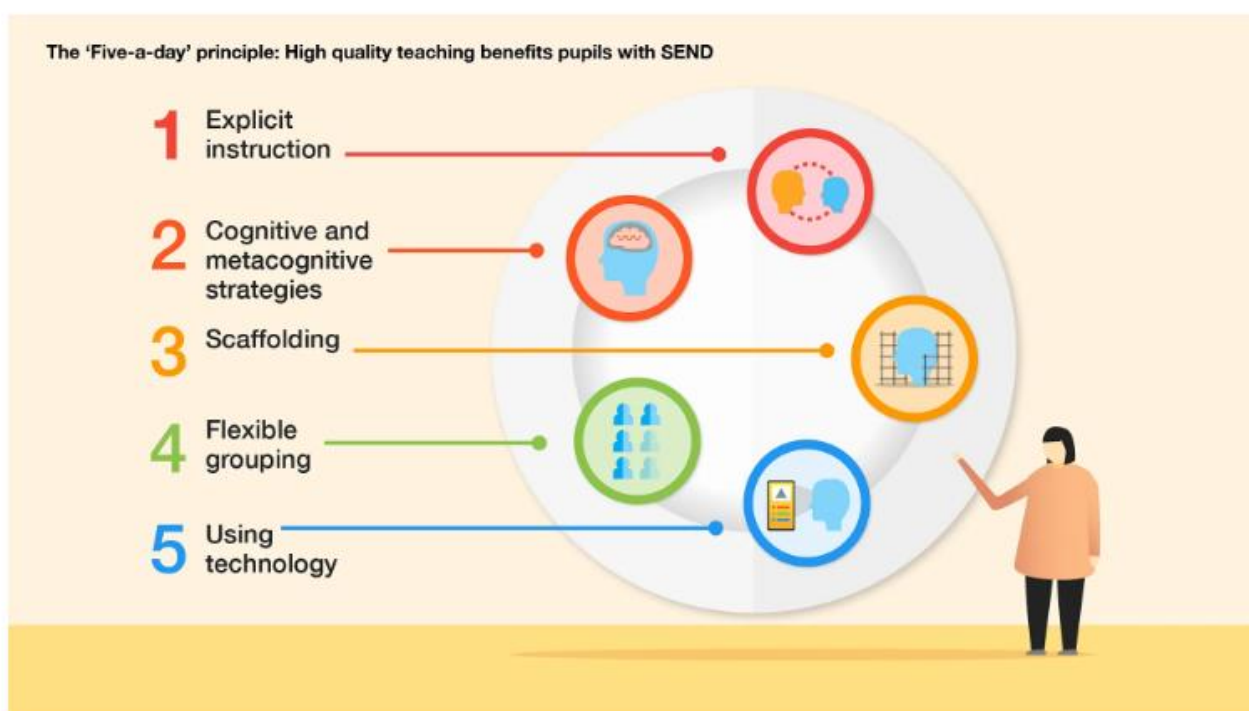 The ‘Five-a-day’ principle: High quality teaching benefits pupils with SEND
1 Explicit
instruction
2 Cognitive and
metacognitive
strategies
3 Scaffolding
4 Flexible
grouping
5 Using
technology